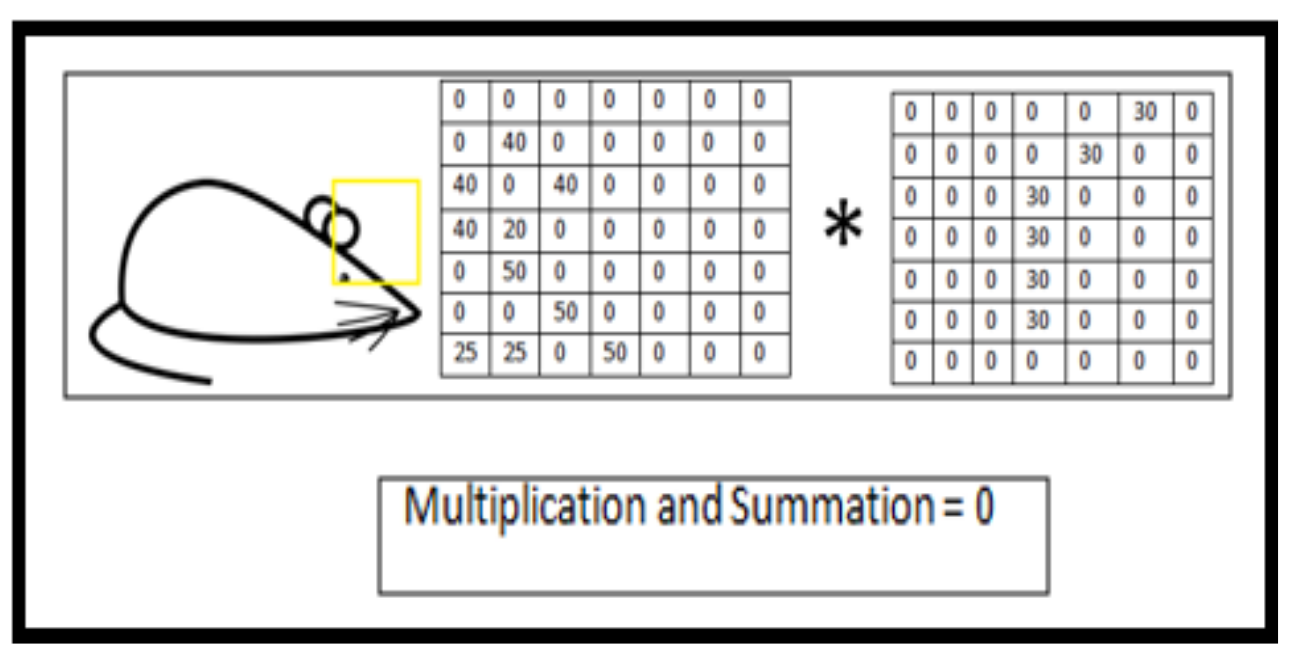 0 0 0 0 0 0 0
0 40 0 0 0 0 0
40 0 40 0 0 0 0
40 20 0 0 0 0 0
0 50 0 0 0 0 0
0 0 50 0 0 0 0
25 25 0 50 0 0 0
*
0 0 0 0 0 30 0
0 0 0 0 30 0 0
0 0 0 30 0 0 0
0 0 0 30 0 0 0
0 0 0 30 0 0 0
0 0 0 30 0 0 0
0 0 0 0 0 0 0
Multiplication and Summation = 0